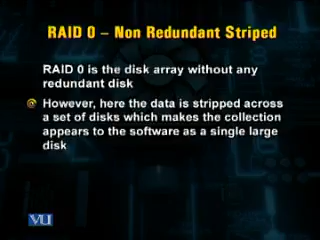 RAID 0 – Non Redundant Striped
RAID 0 is the disk array without any
redundant disk
However, here the data is stripped across
a set of disks which makes the collection
appears to the software as a single large
disk
VU